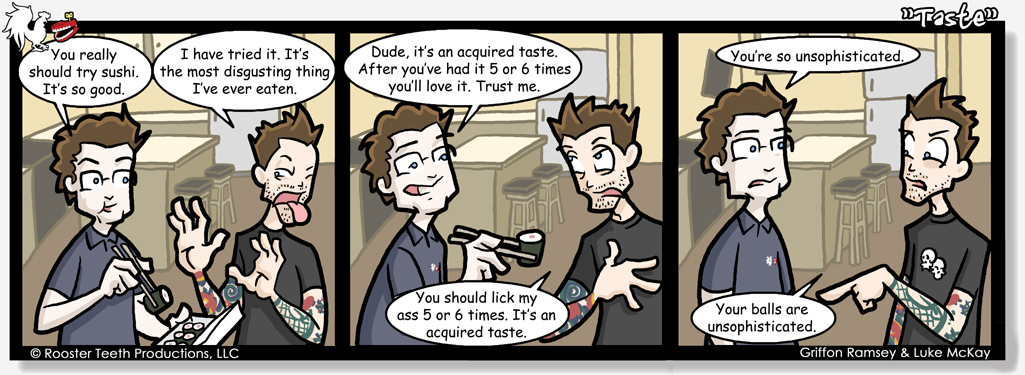 "Taste"
You really
should try sushi.
It's so good.
I have tried it. It's
the most disgusting thing
I've ever eaten.
Dude, it's an acquired taste.
After you've had it 5 or 6 times
you'll love it. Trust me.
You should lick my
ass 5 or 6 times. It's an
acquired taste.
You're so unsophisticated.
Your balls are
unsophisticated.
© Rooster Teeth Productions, LLC
Griffon Ramsey & Luke McKay